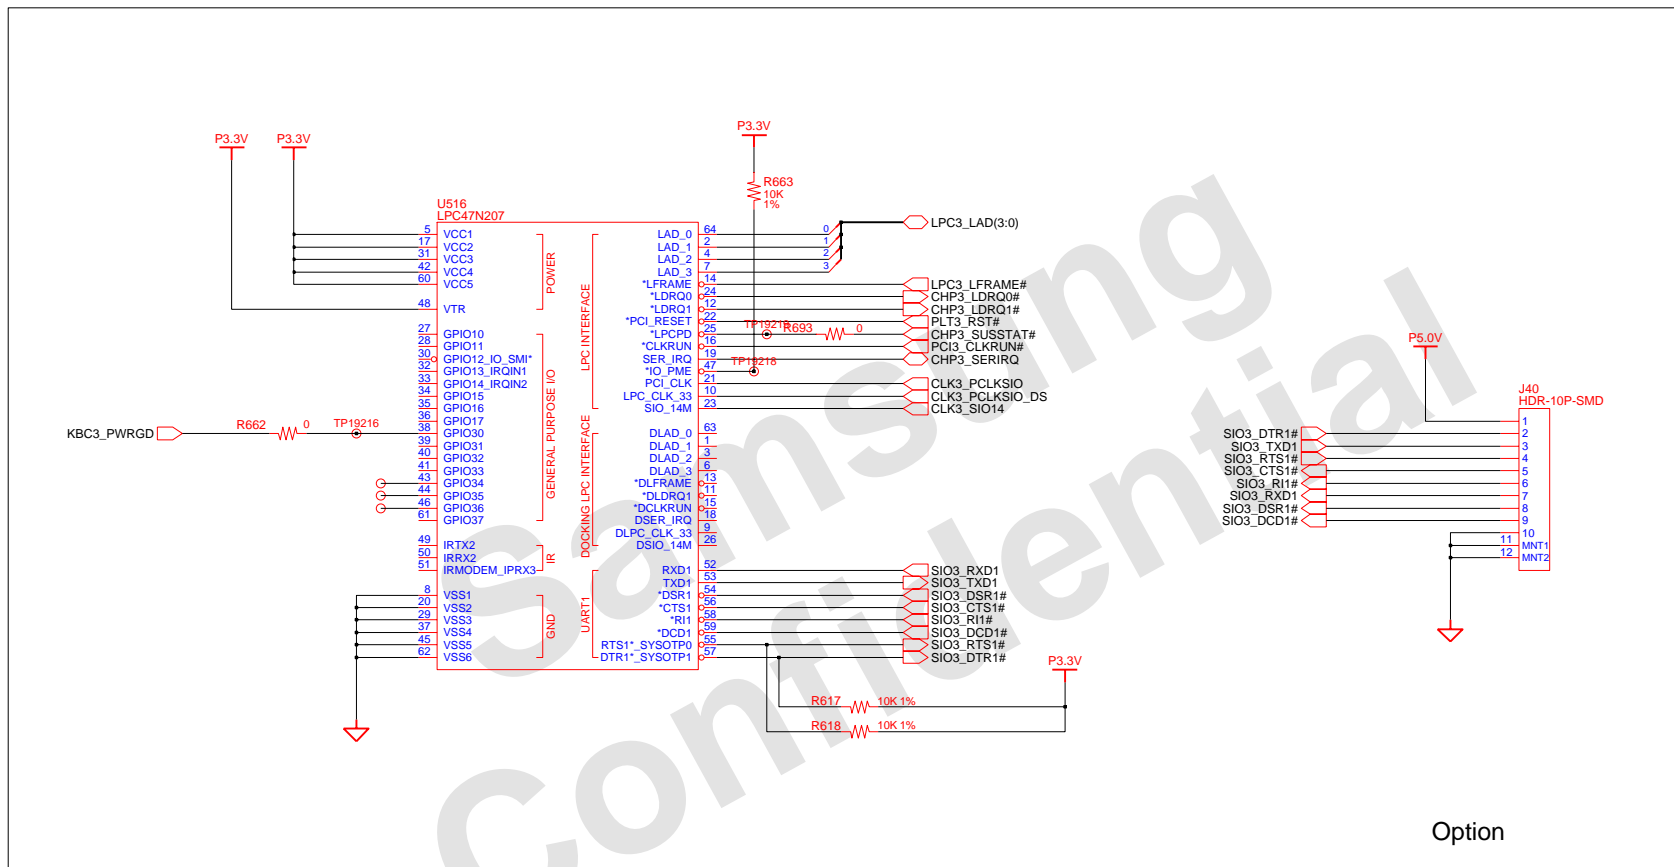 P3.3V
P3.3V
P3.3V
R663
10K
1%
U516
LPC47N207
5 VCC1
17 VCC2
31 VCC3
42 VCC4
60 VCC5
48 VTR
POWER
27 GPIO10
28 GPIO11
30 GPIO12_IO_SMI*
32 GPIO13_IRQIN1
33 GPIO14_IRQIN2
34 GPIO15
35 GPIO16
36 GPIO17
38 GPIO30
39 GPIO31
40 GPIO32
41 GPIO33
43 GPIO34
44 GPIO35
46 GPIO36
61 GPIO37
GENERAL PURPOSE I/O
49 IRTX2
50 IRRX2
51 IRMODEM_IPRX3
IR
8 VSS1
20 VSS2
29 VSS3
37 VSS4
45 VSS5
62 VSS6
GND
KBC3_PWRGD
R662 0
TP19216
LPC INTERFACE
LAD_0 64 0
LAD_1 2 1
LAD_2 4 2
LAD_3 7 3
LPC3_LAD(3:0)
*LFRAME 14 LPC3_LFRAME#
*LDRQ0 24 CHP3_LDRQ0#
*LDRQ1 12 CHP3_LDRQ1#
*PCI_RESET 22 PLT3_RST#
*LPCPD 25 TP19219 R693 0 CHP3_SUSSTAT#
*CLKRUN 16 PCI3_CLKRUN#
SER_IRQ 19 CHP3_SERIRQ
*IO_PME 47 TP19218
PCI_CLK 21 CLK3_PCLKSIO
LPC_CLK_33 10 CLK3_PCLKSIO_DS
SIO_14M 23 CLK3_SIO14
DOCKING LPC INTERFACE
DLAD_0 63
DLAD_1 1
DLAD_2 3
DLAD_3 6
*DLFRAME 13
*DLDRQ1 11
*DCLKRUN 15
DSER_IRQ 18
DLPC_CLK_33 9
DSIO_14M 26
UART1
RXD1 52 SIO3_RXD1
TXD1 53 SIO3_TXD1
*DSR1 54 SIO3_DSR1#
*CTS1 56 SIO3_CTS1#
*RI1 58 SIO3_RI1#
*DCD1 59 SIO3_DCD1#
RTS1*_SYSOTP0 55 SIO3_RTS1#
DTR1*_SYSOTP1 57 SIO3_DTR1#
P3.3V
R617 10K 1%
R618 10K 1%
P5.0V
J40
HDR-10P-SMD
1
SIO3_DTR1# 2
SIO3_TXD1 3
SIO3_RTS1# 4
SIO3_CTS1# 5
SIO3_RI1# 6
SIO3_RXD1 7
SIO3_DSR1# 8
SIO3_DCD1# 9
10
11 MNT1
12 MNT2
Samsung
Confidential
Option